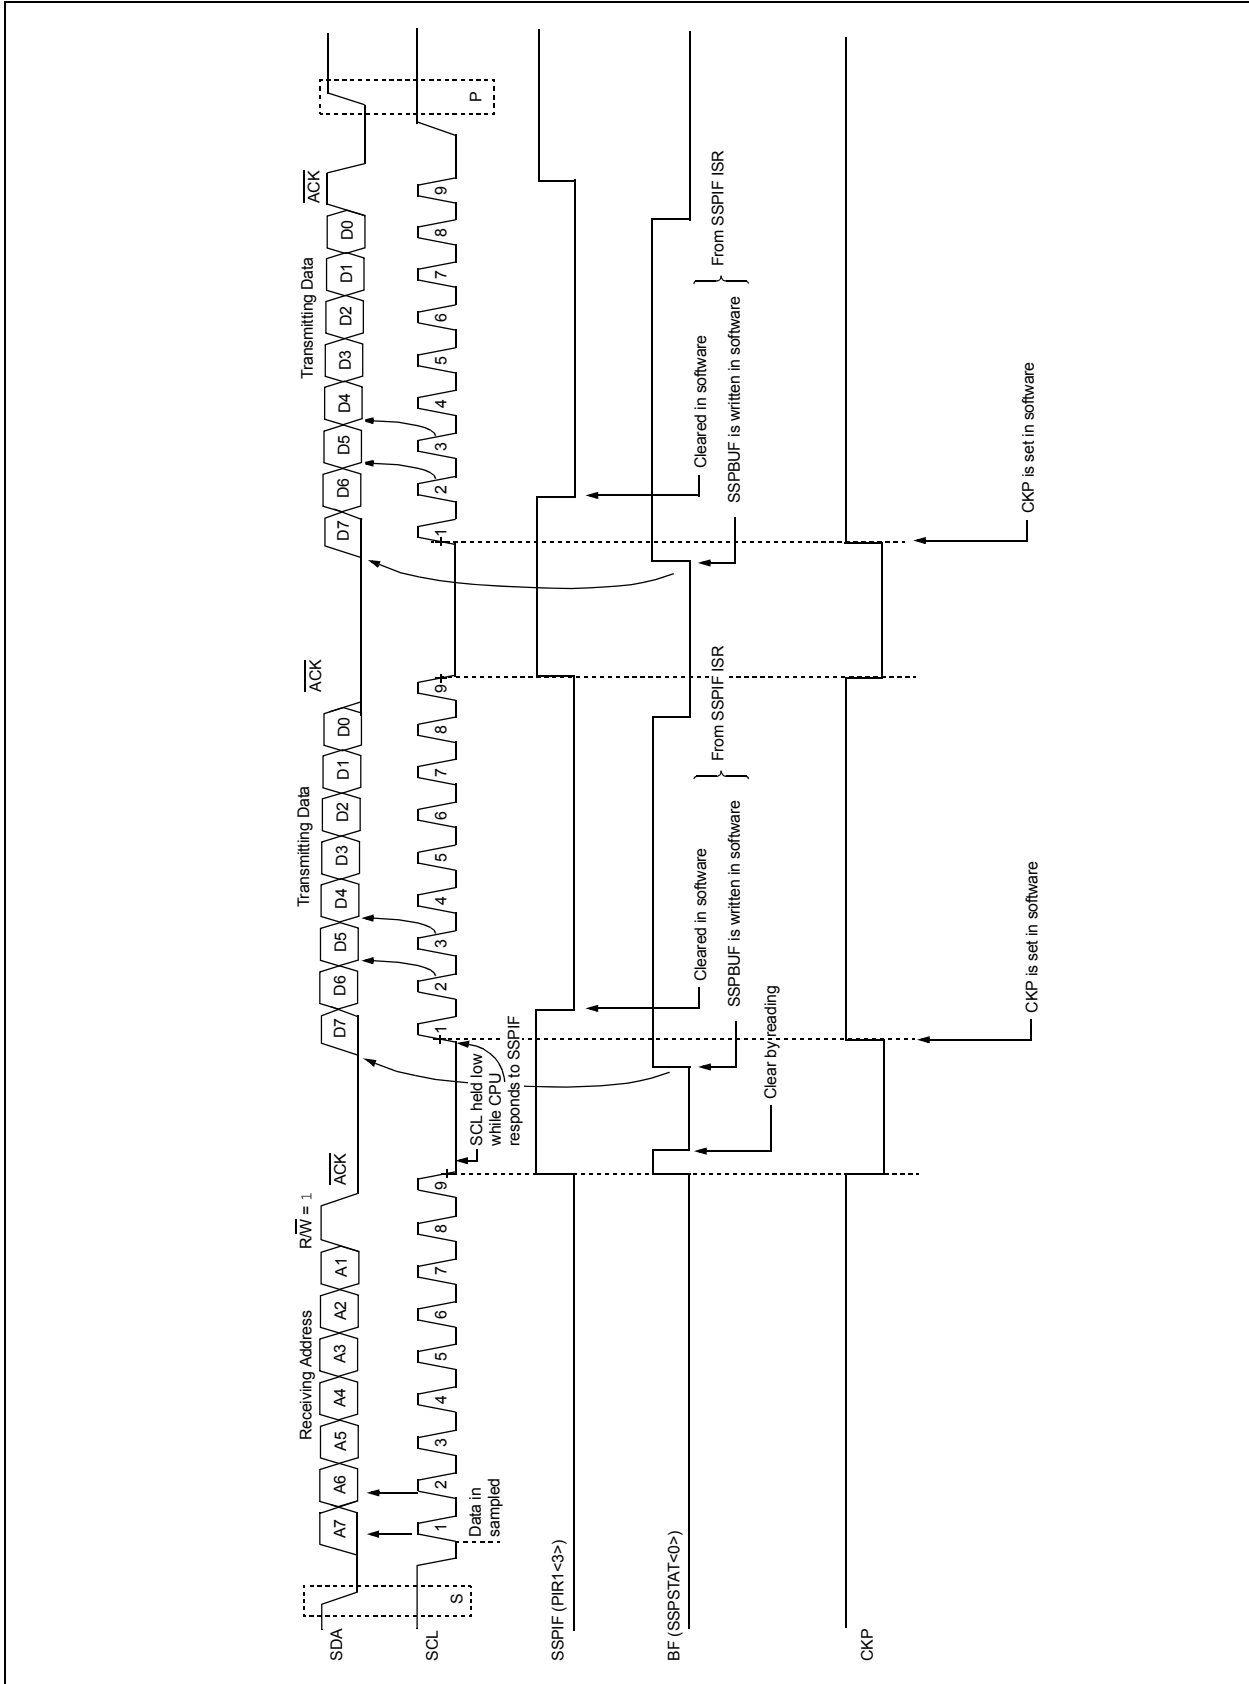 Receiving Address
R/W̅ = 1
A̅C̅K̅
Transmitting Data
A̅C̅K̅
Transmitting Data
A̅C̅K̅
SDA
A7 A6 A5 A4 A3 A2 A1
D7 D6 D5 D4 D3 D2 D1 D0
D7 D6 D5 D4 D3 D2 D1 D0
SCL
1 2 3 4 5 6 7 8 9
1 2 3 4 5 6 7 8 9
1 2 3 4 5 6 7 8 9
S
P
Data in
sampled
SCL held low
while CPU
responds to SSPIF
SSPIF (PIR1<3>)
Cleared in software
Cleared in software
BF (SSPSTAT<0>)
SSPBUF is written in software
From SSPIF ISR
SSPBUF is written in software
From SSPIF ISR
Clear by reading
CKP
CKP is set in software
CKP is set in software